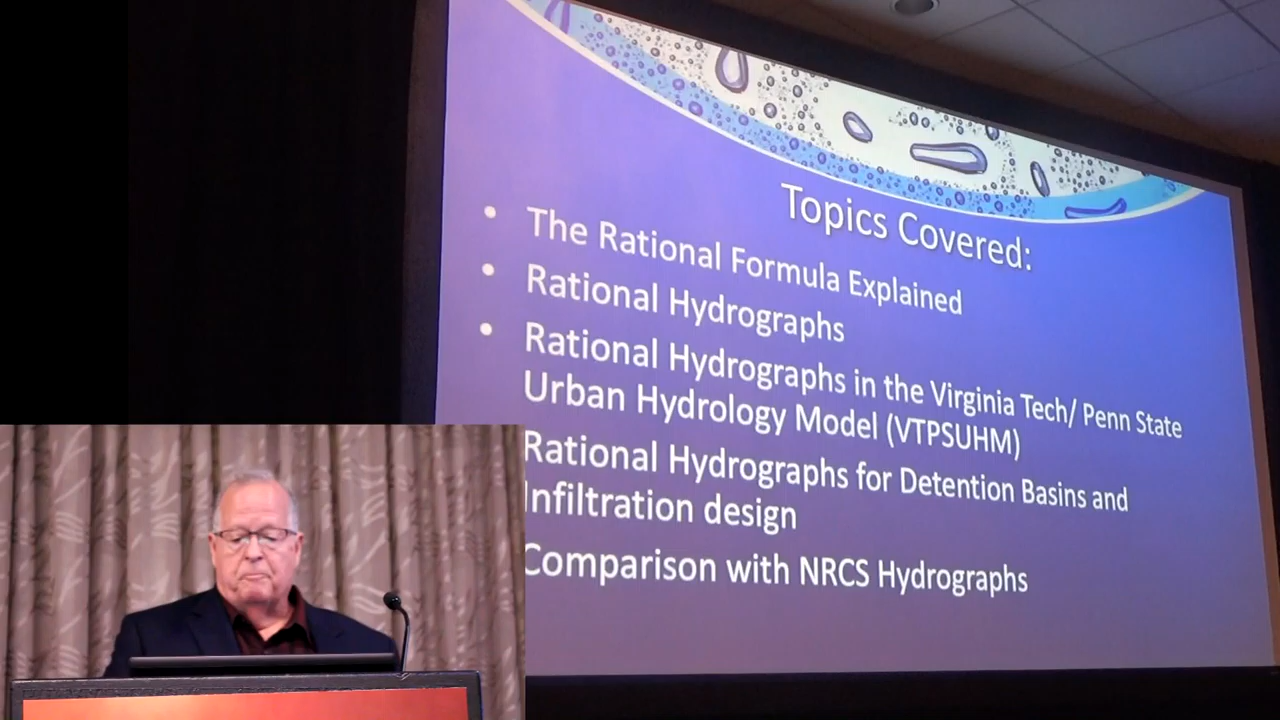 Topics Covered:
• The Rational Formula Explained
• Rational Hydrographs
• Rational Hydrographs in the Virginia Tech/ Penn State
Urban Hydrology Model (VTPSUHM)
Rational Hydrographs for Detention Basins and
Infiltration design
Comparison with NRCS Hydrographs